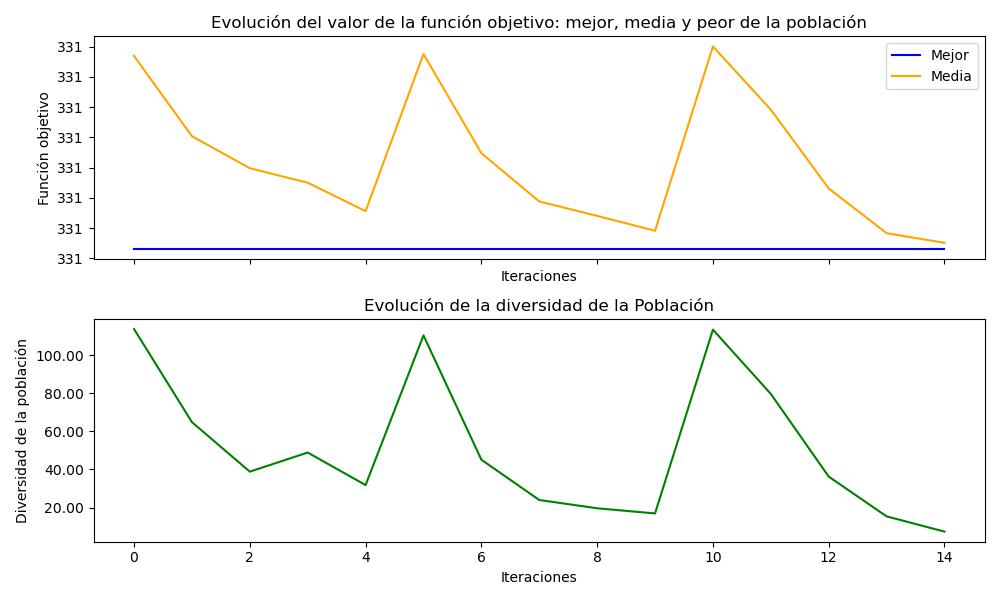 Evolución del valor de la función objetivo: mejor, media y peor de la población
331
331
331
331
331
331
331
331
Función objetivo
Mejor
Media
Iteraciones
Evolución de la diversidad de la Población
100.00
80.00
60.00
40.00
20.00
Diversidad de la población
0 2 4 6 8 10 12 14
Iteraciones